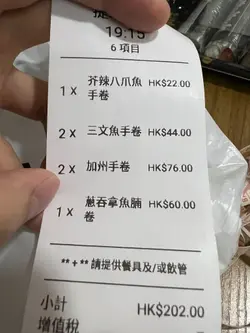 19:15
6 項目
1 x 芥辣八爪魚 HK$22.00
手卷
2 x 三文魚手卷 HK$44.00
2 x 加州手卷 HK$76.00
1 x 蔥吞拿魚腩 HK$60.00
卷
** + ** 請提供餐具及/或飲管
小計 HK$202.00
增值稅